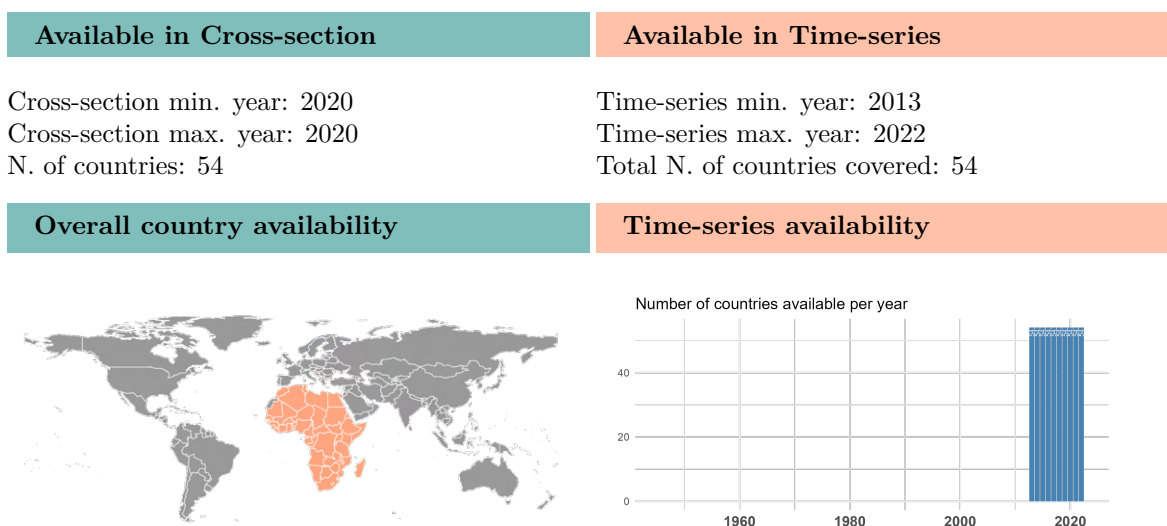 Available in Cross-section
Available in Time-series
Cross-section min. year: 2020
Cross-section max. year: 2020
N. of countries: 54
Time-series min. year: 2013
Time-series max. year: 2022
Total N. of countries covered: 54
Overall country availability
Time-series availability
Number of countries available per year
40
20
0
1960 1980 2000 2020